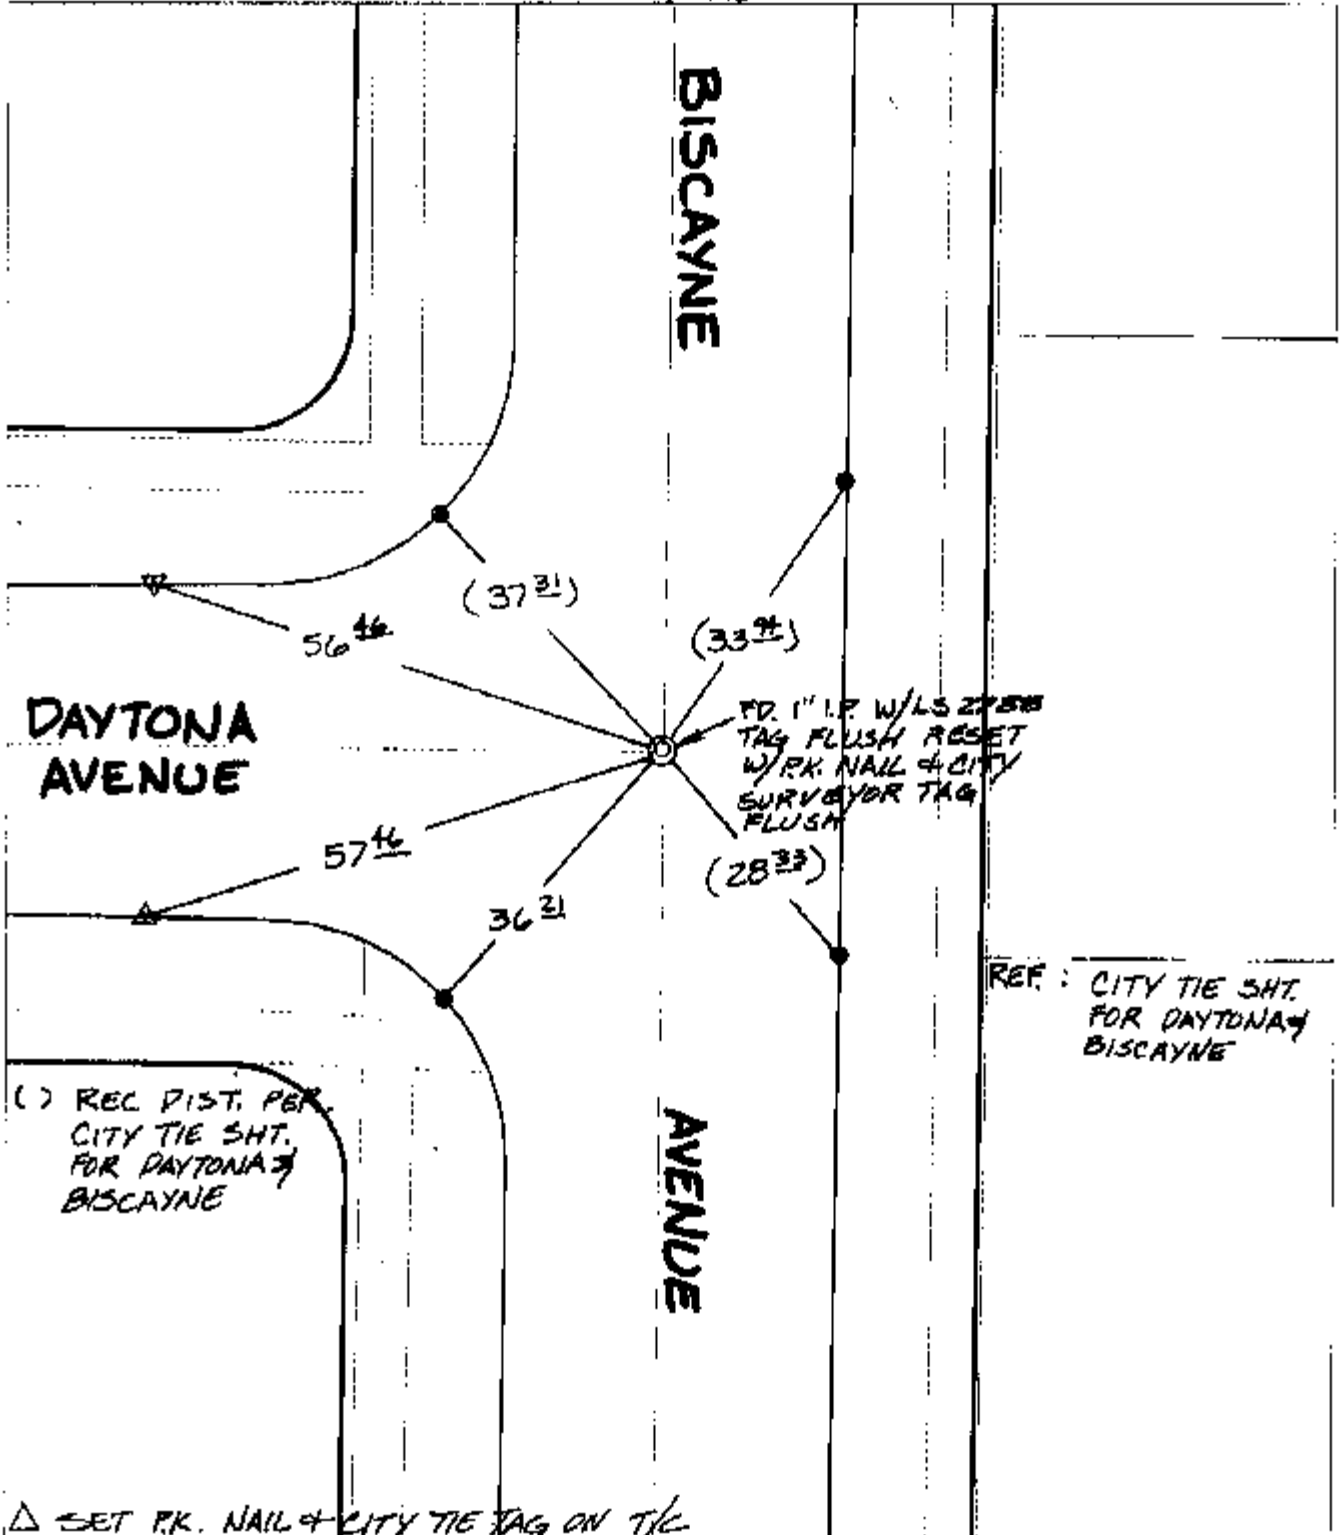 BISCAYNE
(37 31)
56 46
(33 94)
DAYTONA
AVENUE
FD. 1" I.P. W/LS
TAG FLUSH RESET
W/P.K. NAIL & CITY
SURVEYOR TAG
FLUSH
57 46
(28 33)
36 21
REF. : CITY TIE SHT.
FOR DAYTONA &
BISCAYNE
( ) REC DIST. PER.
CITY TIE SHT.
FOR DAYTONA &
BISCAYNE
AVENUE
△ SET P.K. NAIL & CITY TIE TAG ON T/C